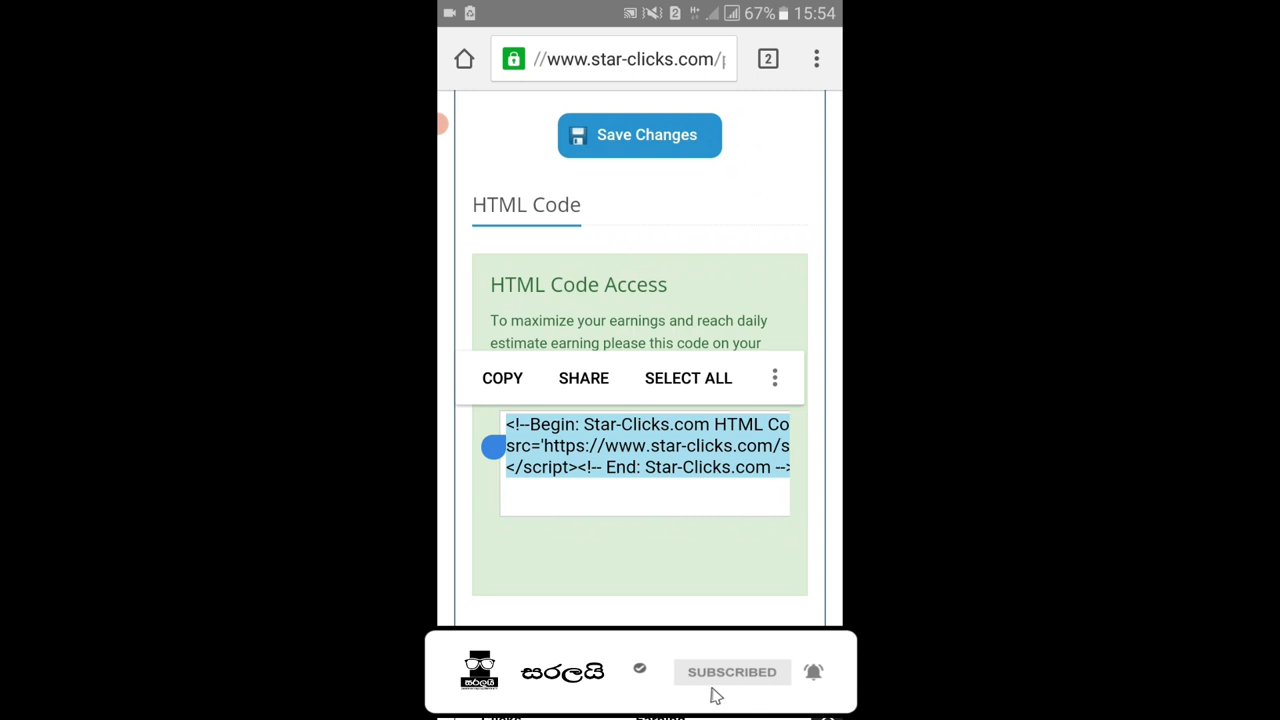 67% 15:54
//www.star-clicks.com/p
2
Save Changes
HTML Code
HTML Code Access
To maximize your earnings and reach daily
estimate earning please this code on your
COPY SHARE SELECT ALL
<!--Begin: Star-Clicks.com HTML Co
src='https://www.star-clicks.com/s
</script><!-- End: Star-Clicks.com -->
සරලයි SUBSCRIBED
සරලයි